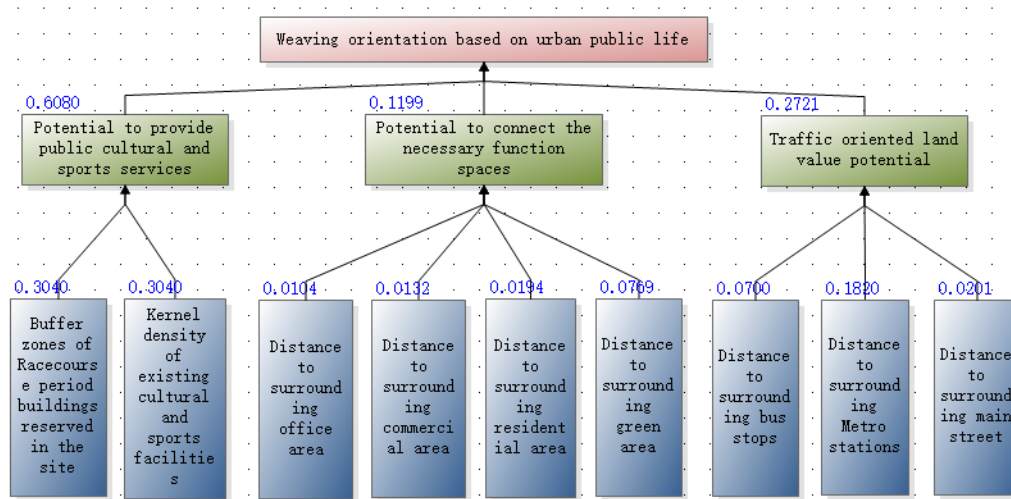 Weaving orientation based on urban public life
0.6080
0.1199
0.2721
Potential to provide
public cultural and
sports services
Potential to connect the
necessary function
spaces
Traffic oriented land
value potential
0.3040
0.3040
0.0104
0.0132
0.0194
0.0769
0.0700
0.1820
0.0201
Buffer
zones of
Racecours
e period
buildings
reserved
in the
site
Kernel
density
of
existing
cultural
and
sports
facilitie
s
Distance
to
surround
ing
office
area
Distance
to
surround
ing
commerci
al area
Distance
to
surround
ing
resident
ial area
Distance
to
surround
ing
green
area
Distance
to
surround
ing bus
stops
Distance
to
surround
ing
Metro
stations
Distance
to
surround
ing main
street